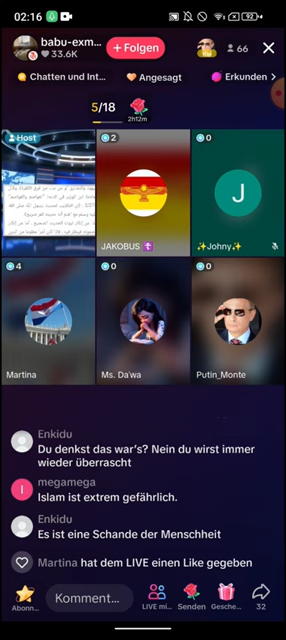 02:16
92
babu-exm...
33.6K
+ Folgen
66
Chatten und Int...
Angesagt
Erkunden >
5/18
2h12m
Host
2
JAKOBUS
0
J
✨Johny✨
4
Martina
0
Ms. Da'wa
0
Putin_Monte
Enkidu
Du denkst das war's? Nein du wirst immer
wieder überrascht
megamega
Islam ist extrem gefährlich.
Enkidu
Es ist eine Schande der Menschheit
Martina hat dem LIVE einen Like gegeben
Abonn...
Kommen...
LIVE mi...
Senden
Gesche...
32